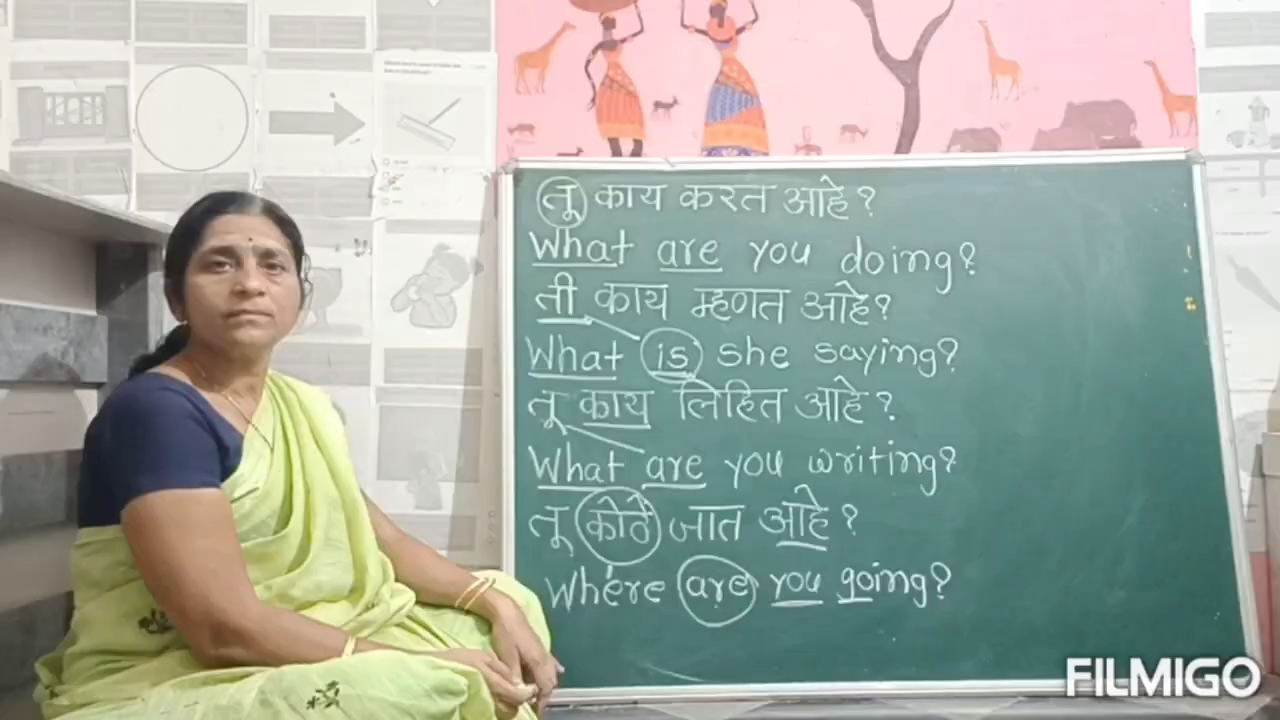 तू काय करत आहे?
What are you doing?
ती काय म्हणत आहे?
What is she saying?
तू काय लिहित आहे?
What are you writing?
तू कोठे जात आहे?
Where are you going?
FILMIGO